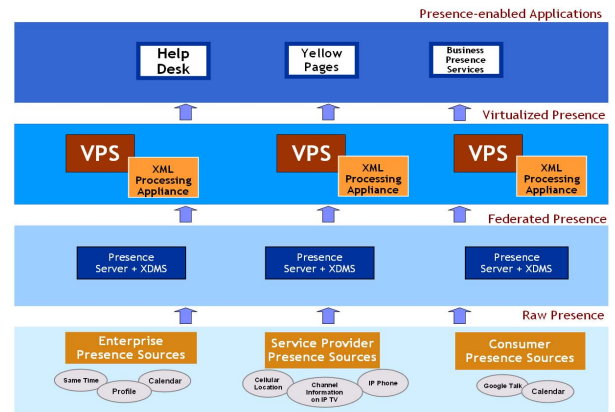 Presence-enabled Applications
Help
Desk
Yellow
Pages
Business
Presence
Services
Virtualized Presence
VPS
XML
Processing
Appliance
VPS
XML
Processing
Appliance
VPS
XML
Processing
Appliance
Federated Presence
Presence
Server + XDMS
Presence
Server + XDMS
Presence
Server + XDMS
Raw Presence
Enterprise
Presence Sources
Same Time
Profile
Calendar
Service Provider
Presence Sources
Cellular
Location
Channel
Information
on IP TV
IP Phone
Consumer
Presence Sources
Google Talk
Calendar